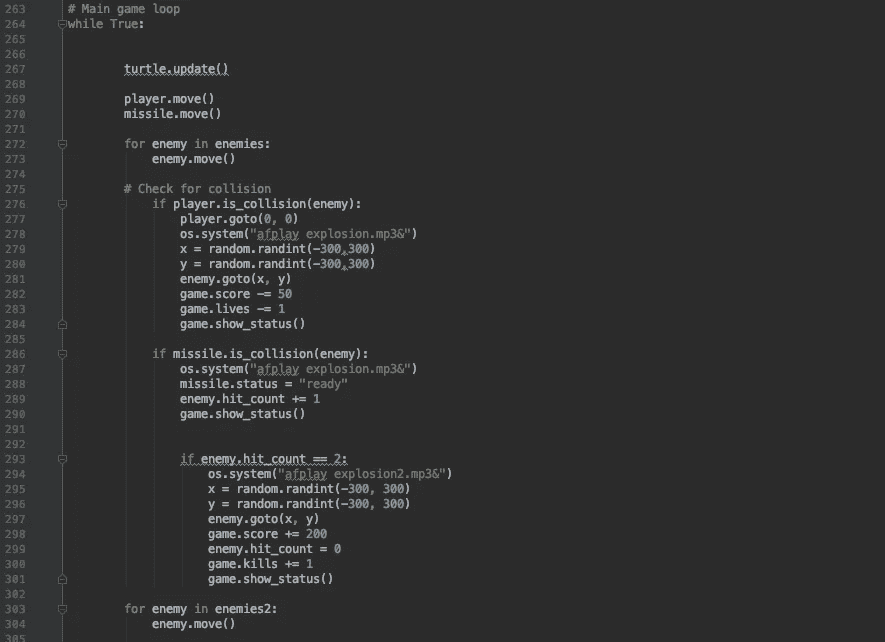 263 # Main game loop
264 while True:
265
266
267 turtle.update()
268
269 player.move()
270 missile.move()
271
272 for enemy in enemies:
273 enemy.move()
274
275 # Check for collision
276 if player.is_collision(enemy):
277 player.goto(0, 0)
278 os.system("afplay explosion.mp3&")
279 x = random.randint(-300,300)
280 y = random.randint(-300,300)
281 enemy.goto(x, y)
282 game.score -= 50
283 game.lives -= 1
284 game.show_status()
285
286 if missile.is_collision(enemy):
287 os.system("afplay explosion.mp3&")
288 missile.status = "ready"
289 enemy.hit_count += 1
290 game.show_status()
291
292
293 if enemy.hit_count == 2:
294 os.system("afplay explosion2.mp3&")
295 x = random.randint(-300, 300)
296 y = random.randint(-300, 300)
297 enemy.goto(x, y)
298 game.score += 200
299 enemy.hit_count = 0
300 game.kills += 1
301 game.show_status()
302
303 for enemy in enemies2:
304 enemy.move()
305